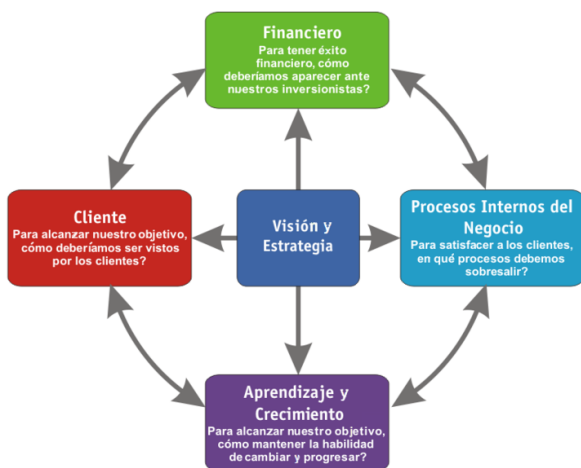 Financiero
Para tener éxito
financiero, cómo
deberíamos aparecer ante
nuestros inversionistas?
Cliente
Para alcanzar nuestro objetivo,
cómo deberíamos ser vistos
por los clientes?
Visión y
Estrategia
Procesos Internos del
Negocio
Para satisfacer a los clientes,
en qué procesos debemos
sobresalir?
Aprendizaje y
Crecimiento
Para alcanzar nuestro objetivo,
cómo mantener la habilidad
de cambiar y progresar?